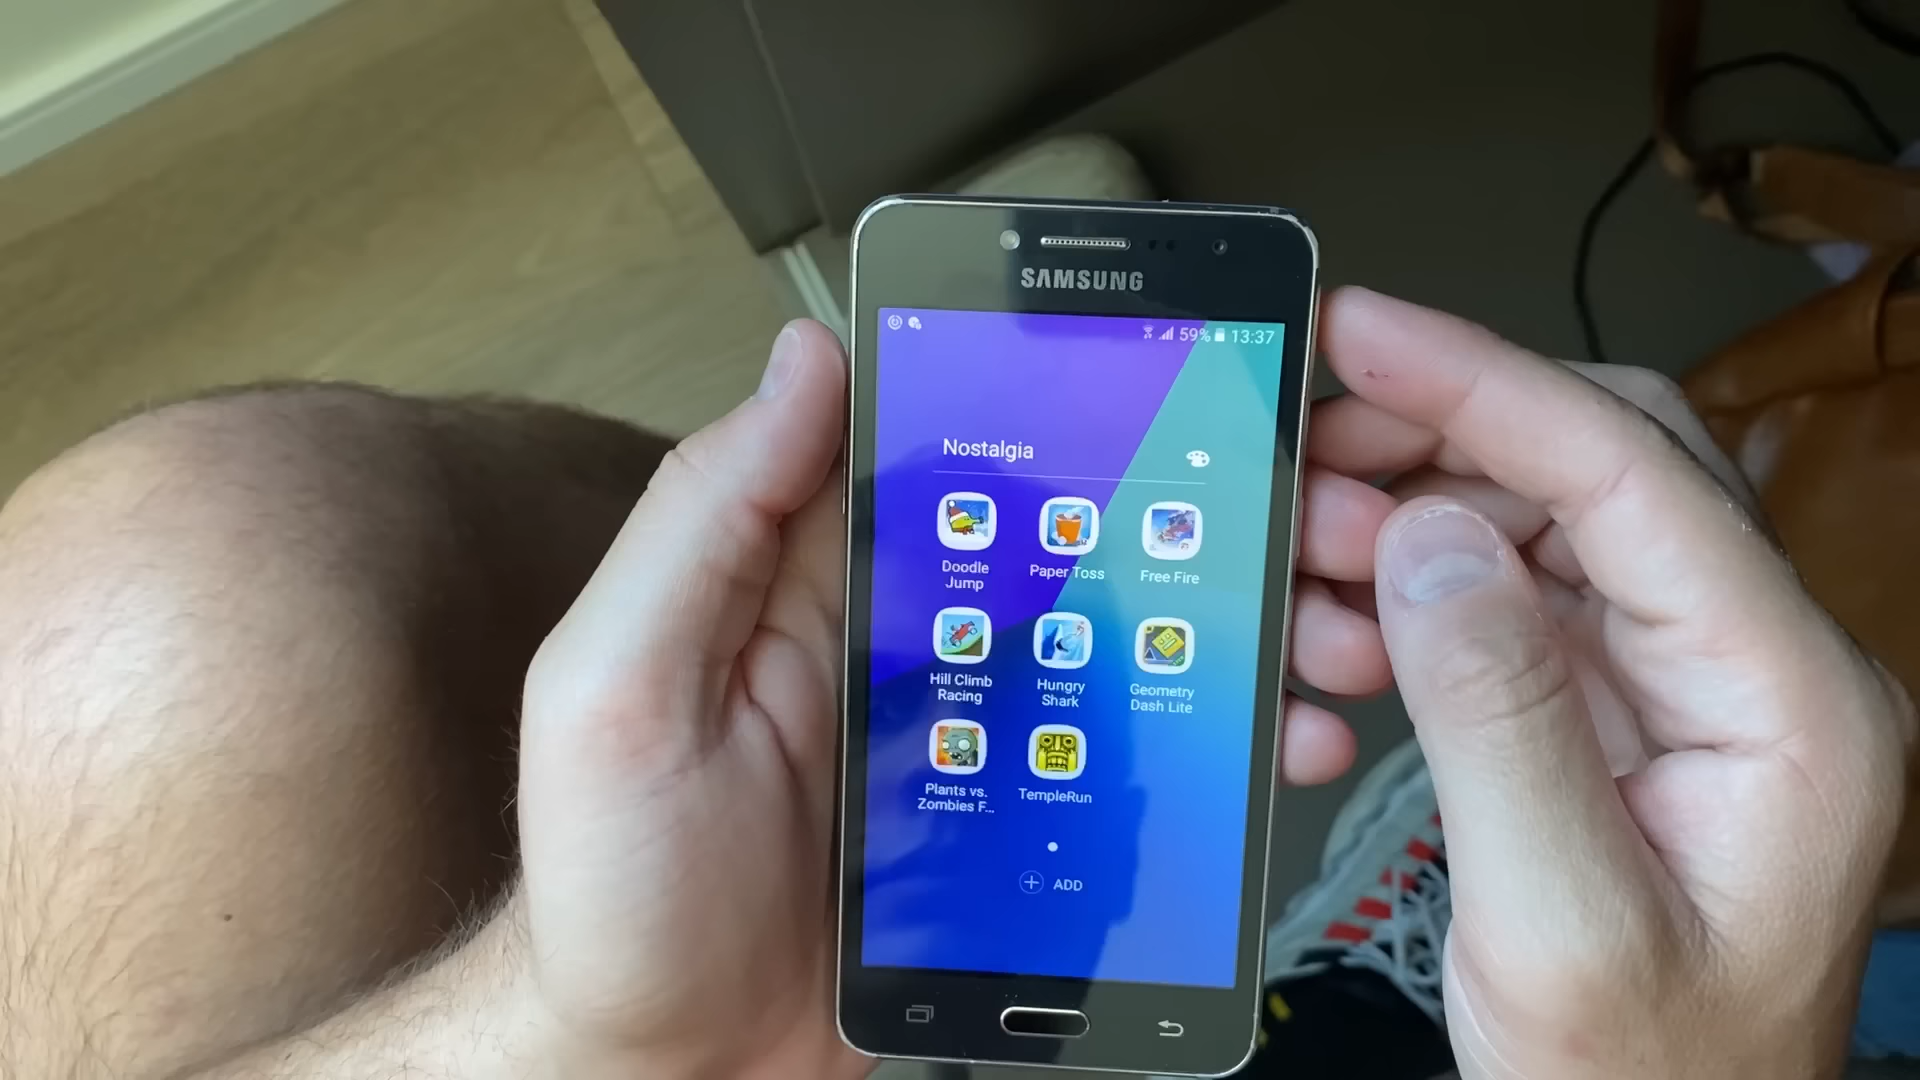 SAMSUNG
59% 13:37
Nostalgia
Doodle
Jump
Paper Toss
Free Fire
Hill Climb
Racing
Hungry
Shark
Geometry
Dash Lite
Plants vs.
Zombies F...
TempleRun
ADD